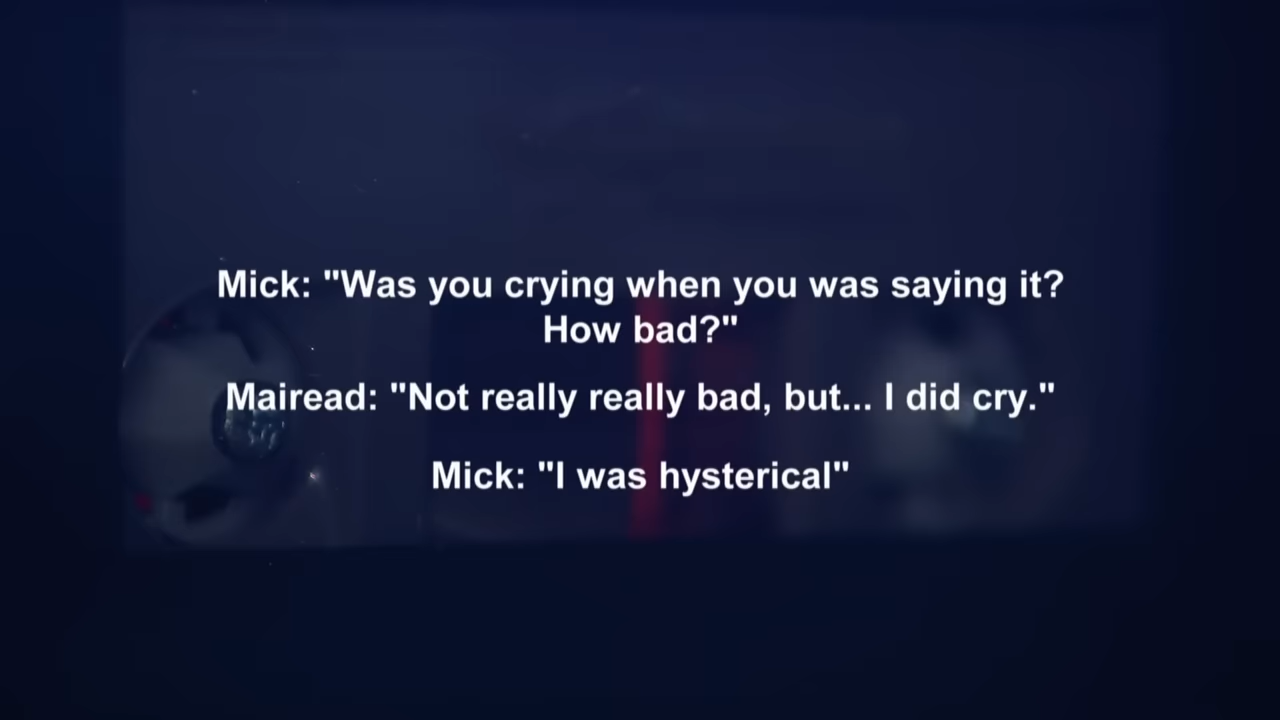 Mick: "Was you crying when you was saying it?
How bad?"
Mairead: "Not really really bad, but... I did cry."
Mick: "I was hysterical"